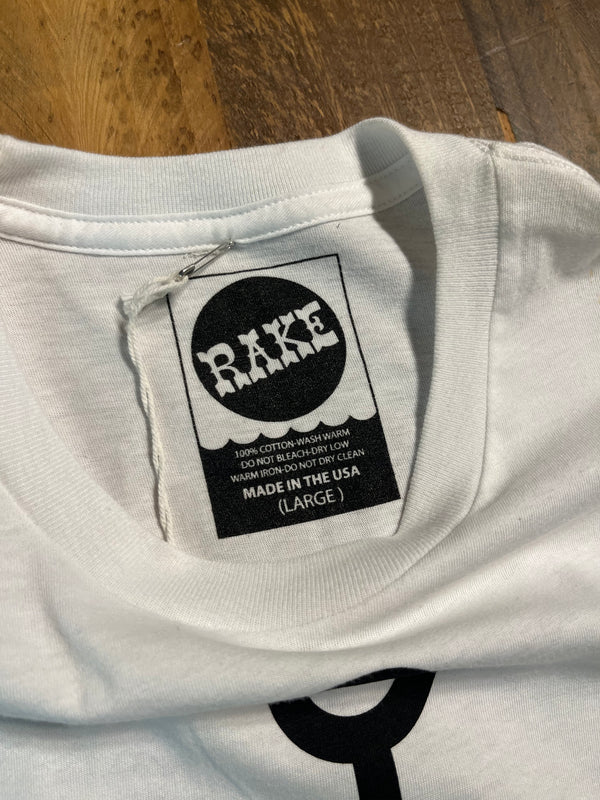 RAKE
100% COTTON-WASH WARM
DO NOT BLEACH-DRY LOW
WARM IRON-DO NOT DRY CLEAN
MADE IN THE USA
(LARGE )